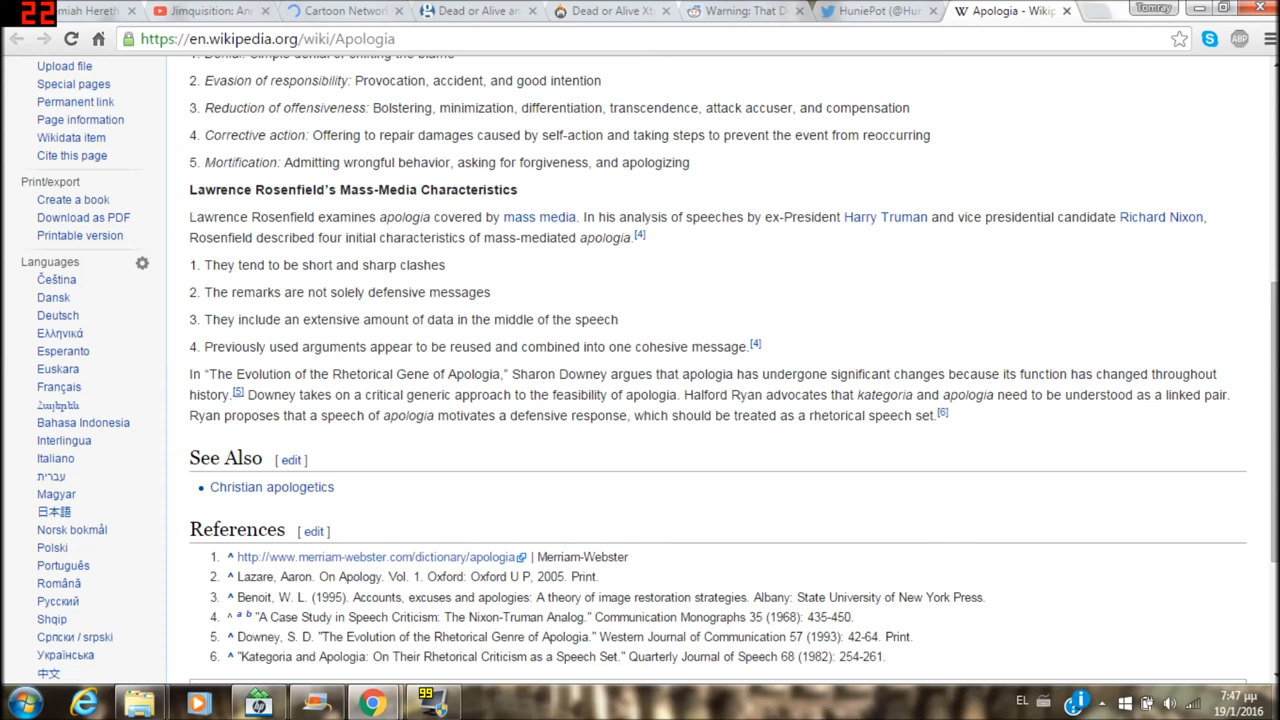 22
emiah Hereth
Jimquisition: An
Cartoon Networ
Dead or Alive an
Dead or Alive Xt
Warning: That D
HuniePot (@Hun
Apologia - Wikip
Tomray
https://en.wikipedia.org/wiki/Apologia
ABP
Upload file
Special pages
Permanent link
Page information
Wikidata item
Cite this page
Print/export
Create a book
Download as PDF
Printable version
Languages
Čeština
Dansk
Deutsch
Ελληνικά
Esperanto
Euskara
Français
Հայերեն
Bahasa Indonesia
Interlingua
Italiano
עברית
Magyar
日本語
Norsk bokmål
Polski
Português
Română
Русский
Shqip
Српски / srpski
Українська
中文
1. Denial: Simple denial or shifting the blame
2. Evasion of responsibility: Provocation, accident, and good intention
3. Reduction of offensiveness: Bolstering, minimization, differentiation, transcendence, attack accuser, and compensation
4. Corrective action: Offering to repair damages caused by self-action and taking steps to prevent the event from reoccurring
5. Mortification: Admitting wrongful behavior, asking for forgiveness, and apologizing
Lawrence Rosenfield's Mass-Media Characteristics
Lawrence Rosenfield examines apologia covered by mass media. In his analysis of speeches by ex-President Harry Truman and vice presidential candidate Richard Nixon,
Rosenfield described four initial characteristics of mass-mediated apologia.[4]
1. They tend to be short and sharp clashes
2. The remarks are not solely defensive messages
3. They include an extensive amount of data in the middle of the speech
4. Previously used arguments appear to be reused and combined into one cohesive message.[4]
In “The Evolution of the Rhetorical Gene of Apologia,” Sharon Downey argues that apologia has undergone significant changes because its function has changed throughout
history.[5] Downey takes on a critical generic approach to the feasibility of apologia. Halford Ryan advocates that kategoria and apologia need to be understood as a linked pair.
Ryan proposes that a speech of apologia motivates a defensive response, which should be treated as a rhetorical speech set.[6]
See Also [ edit ]
• Christian apologetics
References [ edit ]
1. ^ http://www.merriam-webster.com/dictionary/apologia | Merriam-Webster
2. ^ Lazare, Aaron. On Apology. Vol. 1. Oxford: Oxford U P, 2005. Print.
3. ^ Benoit, W. L. (1995). Accounts, excuses and apologies: A theory of image restoration strategies. Albany: State University of New York Press.
4. ^ a b "A Case Study in Speech Criticism: The Nixon-Truman Analog." Communication Monographs 35 (1968): 435-450.
5. ^ Downey, S. D. "The Evolution of the Rhetorical Genre of Apologia." Western Journal of Communication 57 (1993): 42-64. Print.
6. ^ "Kategoria and Apologia: On Their Rhetorical Criticism as a Speech Set." Quarterly Journal of Speech 68 (1982): 254-261.
hp
99
EL
7:47 μμ
19/1/2016